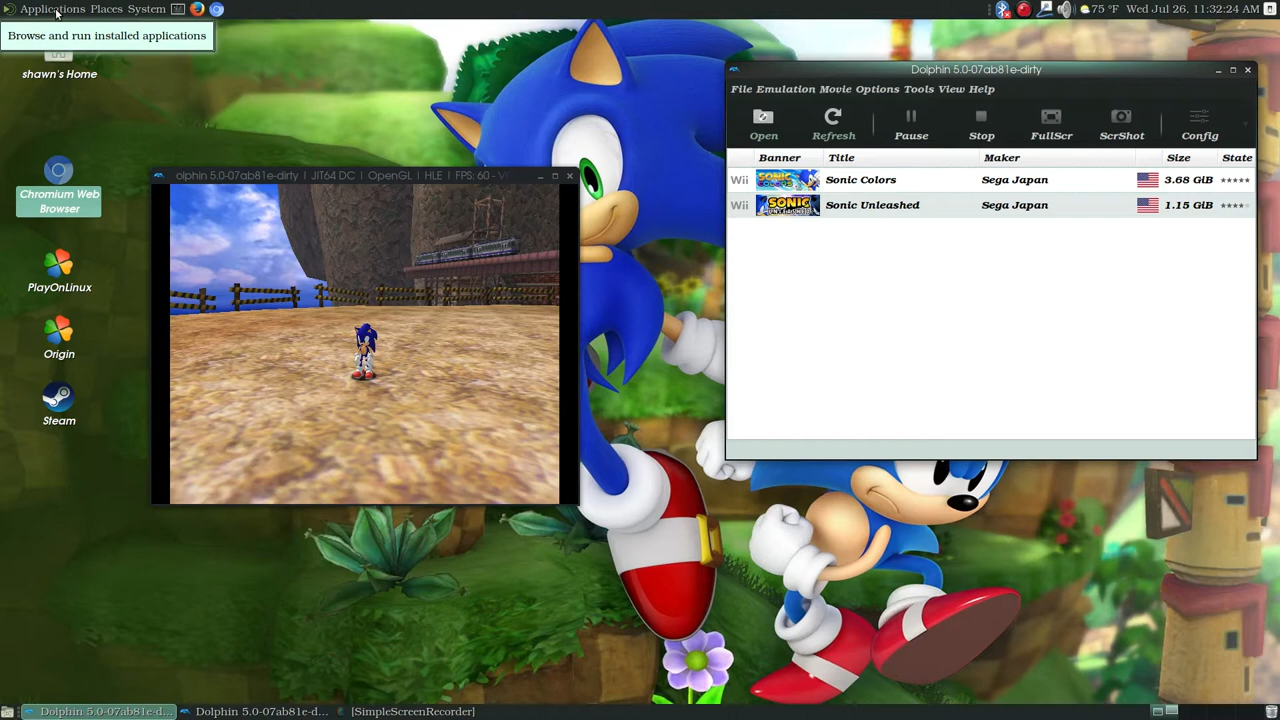 Applications Places System
75 °F Wed Jul 26, 11:32:24 AM
Browse and run installed applications
shawn's Home
Chromium Web
Browser
PlayOnLinux
Origin
Steam
olphin 5.0-07ab81e-dirty | JIT64 DC | OpenGL | HLE | FPS: 60 - V
Dolphin 5.0-07ab81e-dirty
File Emulation Movie Options Tools View Help
Open Refresh Pause Stop FullScr ScrShot Config
Banner Title Maker Size State
Wii SONIC COLORS Sonic Colors Sega Japan 3.68 GiB
Wii SONIC UNLEASHED Sonic Unleashed Sega Japan 1.15 GiB
Dolphin 5.0-07ab81e-d... Dolphin 5.0-07ab81e-d... [SimpleScreenRecorder]